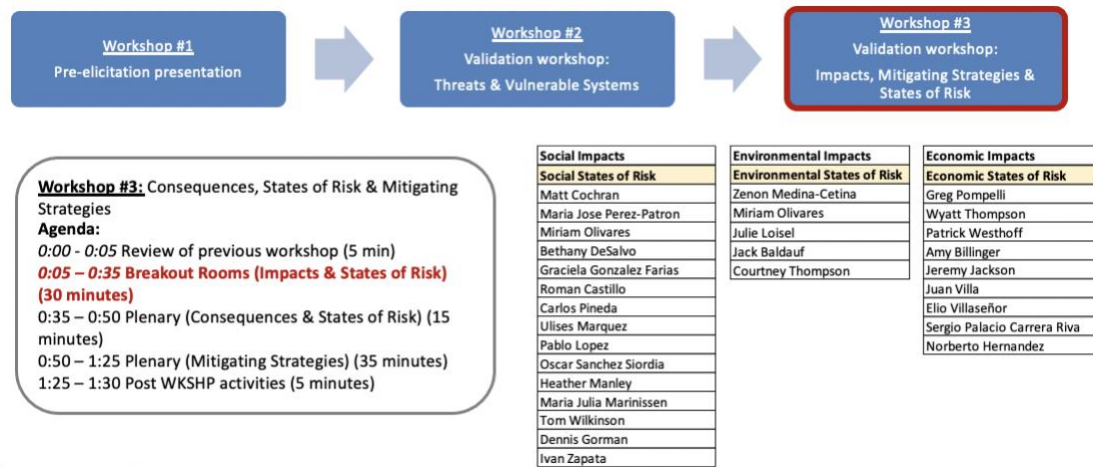 Workshop #1
Pre-elicitation presentation
Workshop #2
Validation workshop:
Threats & Vulnerable Systems
Workshop #3
Validation workshop:
Impacts, Mitigating Strategies &
States of Risk
Workshop #3: Consequences, States of Risk & Mitigating
Strategies
Agenda:
0:00 - 0:05 Review of previous workshop (5 min)
0:05 – 0:35 Breakout Rooms (Impacts & States of Risk)
(30 minutes)
0:35 – 0:50 Plenary (Consequences & States of Risk) (15
minutes)
0:50 – 1:25 Plenary (Mitigating Strategies) (35 minutes)
1:25 – 1:30 Post WKSHP activities (5 minutes)
Social Impacts
Social States of Risk
Matt Cochran
Maria Jose Perez-Patron
Miriam Olivares
Bethany DeSalvo
Graciela Gonzalez Farias
Roman Castillo
Carlos Pineda
Ulises Marquez
Pablo Lopez
Oscar Sanchez Siordia
Heather Manley
Maria Julia Marinissen
Tom Wilkinson
Dennis Gorman
Ivan Zapata
Environmental Impacts
Environmental States of Risk
Zenon Medina-Cetina
Miriam Olivares
Julie Loisel
Jack Baldauf
Courtney Thompson
Economic Impacts
Economic States of Risk
Greg Pompelli
Wyatt Thompson
Patrick Westhoff
Amy Billinger
Jeremy Jackson
Juan Villa
Elio Villaseñor
Sergio Palacio Carrera Riva
Norberto Hernandez